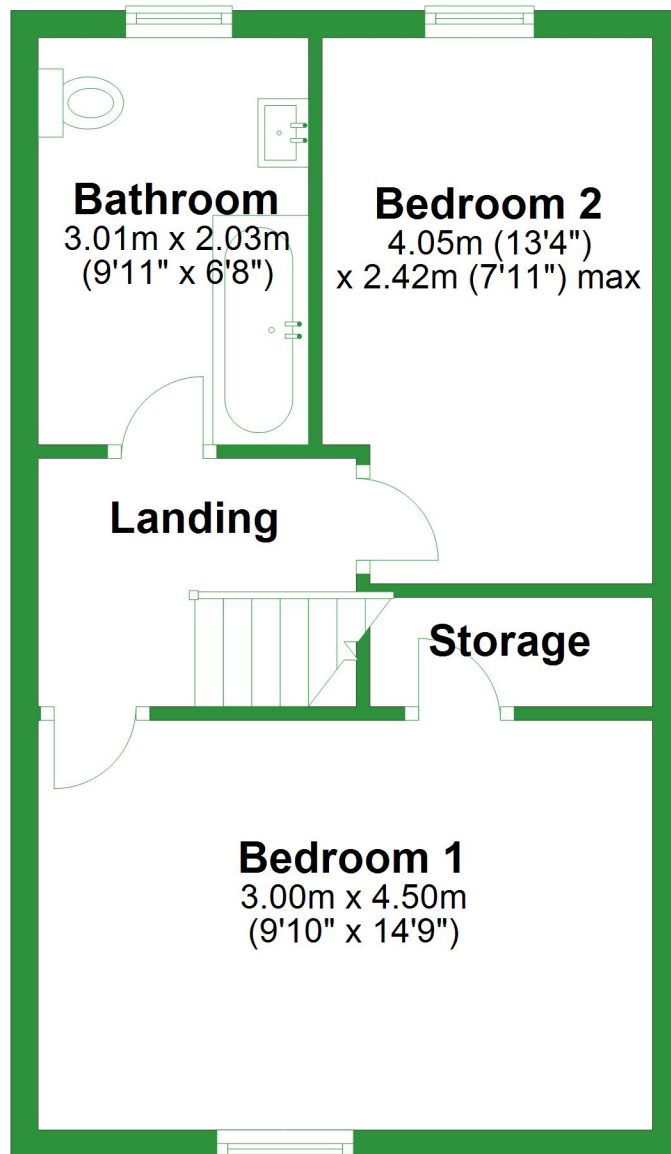 Bathroom
3.01m x 2.03m
(9'11" x 6'8")
Bedroom 2
4.05m (13'4")
x 2.42m (7'11") max
Landing
Storage
Bedroom 1
3.00m x 4.50m
(9'10" x 14'9")